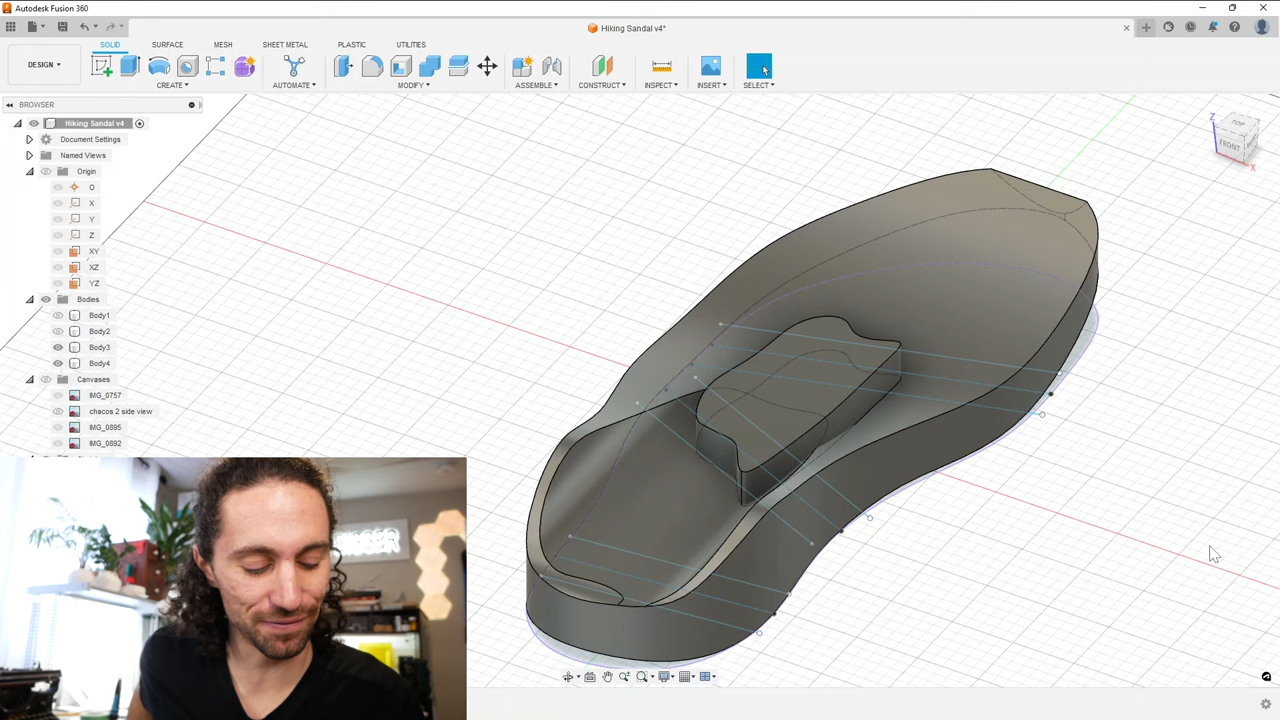 Autodesk Fusion 360
Hiking Sandal v4*
DESIGN
SOLID
SURFACE
MESH
SHEET METAL
PLASTIC
UTILITIES
CREATE
AUTOMATE
MODIFY
ASSEMBLE
CONSTRUCT
INSPECT
INSERT
SELECT
BROWSER
Hiking Sandal v4
Document Settings
Named Views
Origin
O
X
Y
Z
XY
XZ
YZ
Bodies
Body1
Body2
Body3
Body4
Canvases
IMG_0757
chacos 2 side view
IMG_0895
IMG_0892
Z
TOP
FRONT
X